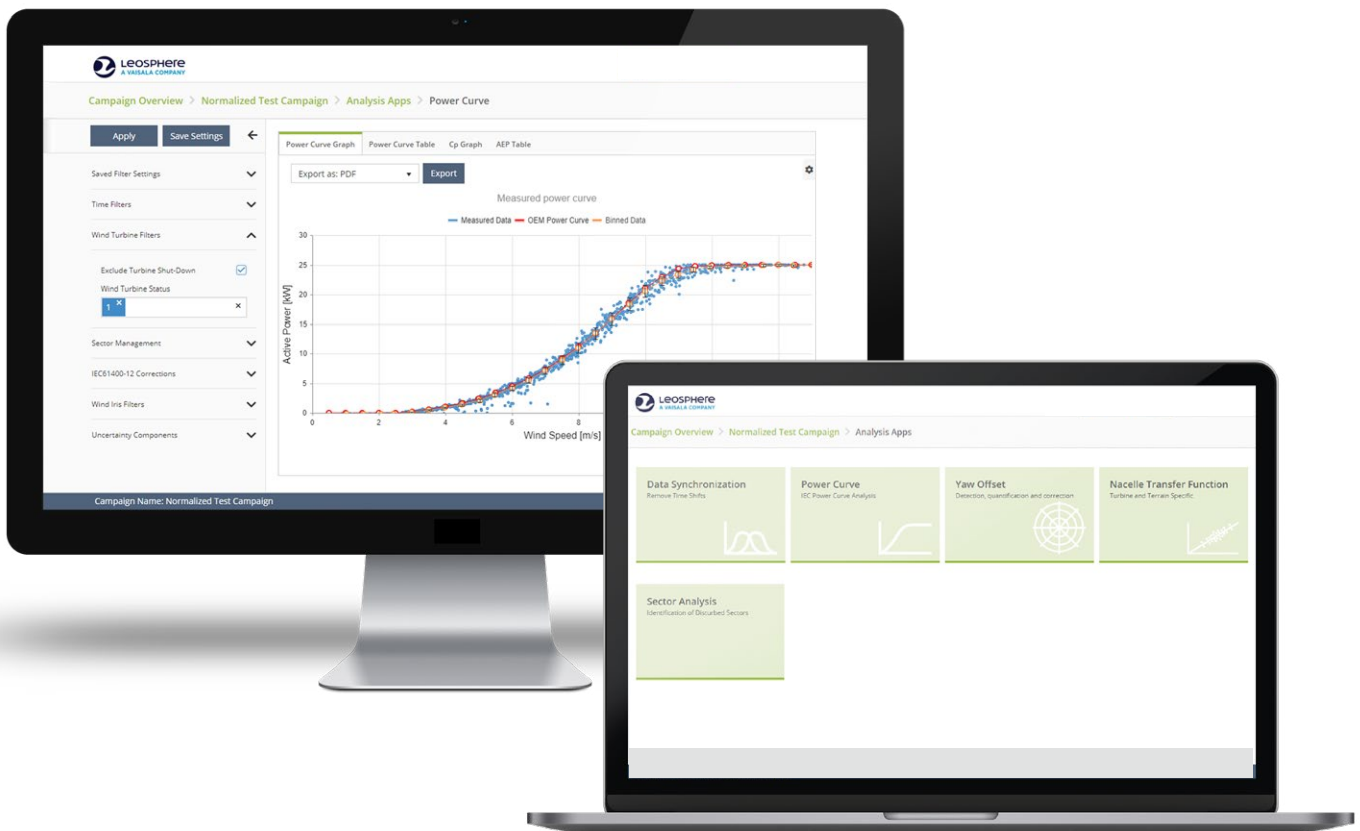 LEOSPHERE
A VAISALA COMPANY
Campaign Overview > Normalized Test Campaign > Analysis Apps > Power Curve
Apply Save Settings
Saved Filter Settings
Time Filters
Wind Turbine Filters
Exclude Turbine Shut-Down
Wind Turbine Status
1 × ×
Sector Management
IEC61400-12 Corrections
Wind Iris Filters
Uncertainty Components
Power Curve Graph Power Curve Table Cp Graph AEP Table
Export as: PDF Export
Measured power curve
Measured Data OEM Power Curve Binned Data
Active Power [kW]
30
25
20
15
10
5
0
0 2 4 6 8
Wind Speed [m/s]
Campaign Name: Normalized Test Campaign
LEOSPHERE
A VAISALA COMPANY
Campaign Overview > Normalized Test Campaign > Analysis Apps
Data Synchronization
Remove Time Shifts
Power Curve
IEC Power Curve Analysis
Yaw Offset
Detection, quantification and correction
Nacelle Transfer Function
Turbine and Terrain Specific
Sector Analysis
Identification of Disturbed Sectors